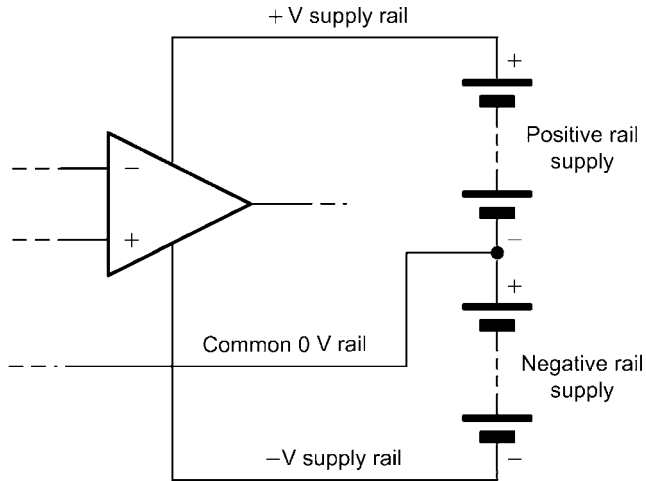 + V supply rail
+
Positive rail
supply
−
+
−
+
Common 0 V rail
Negative rail
supply
−V supply rail
−